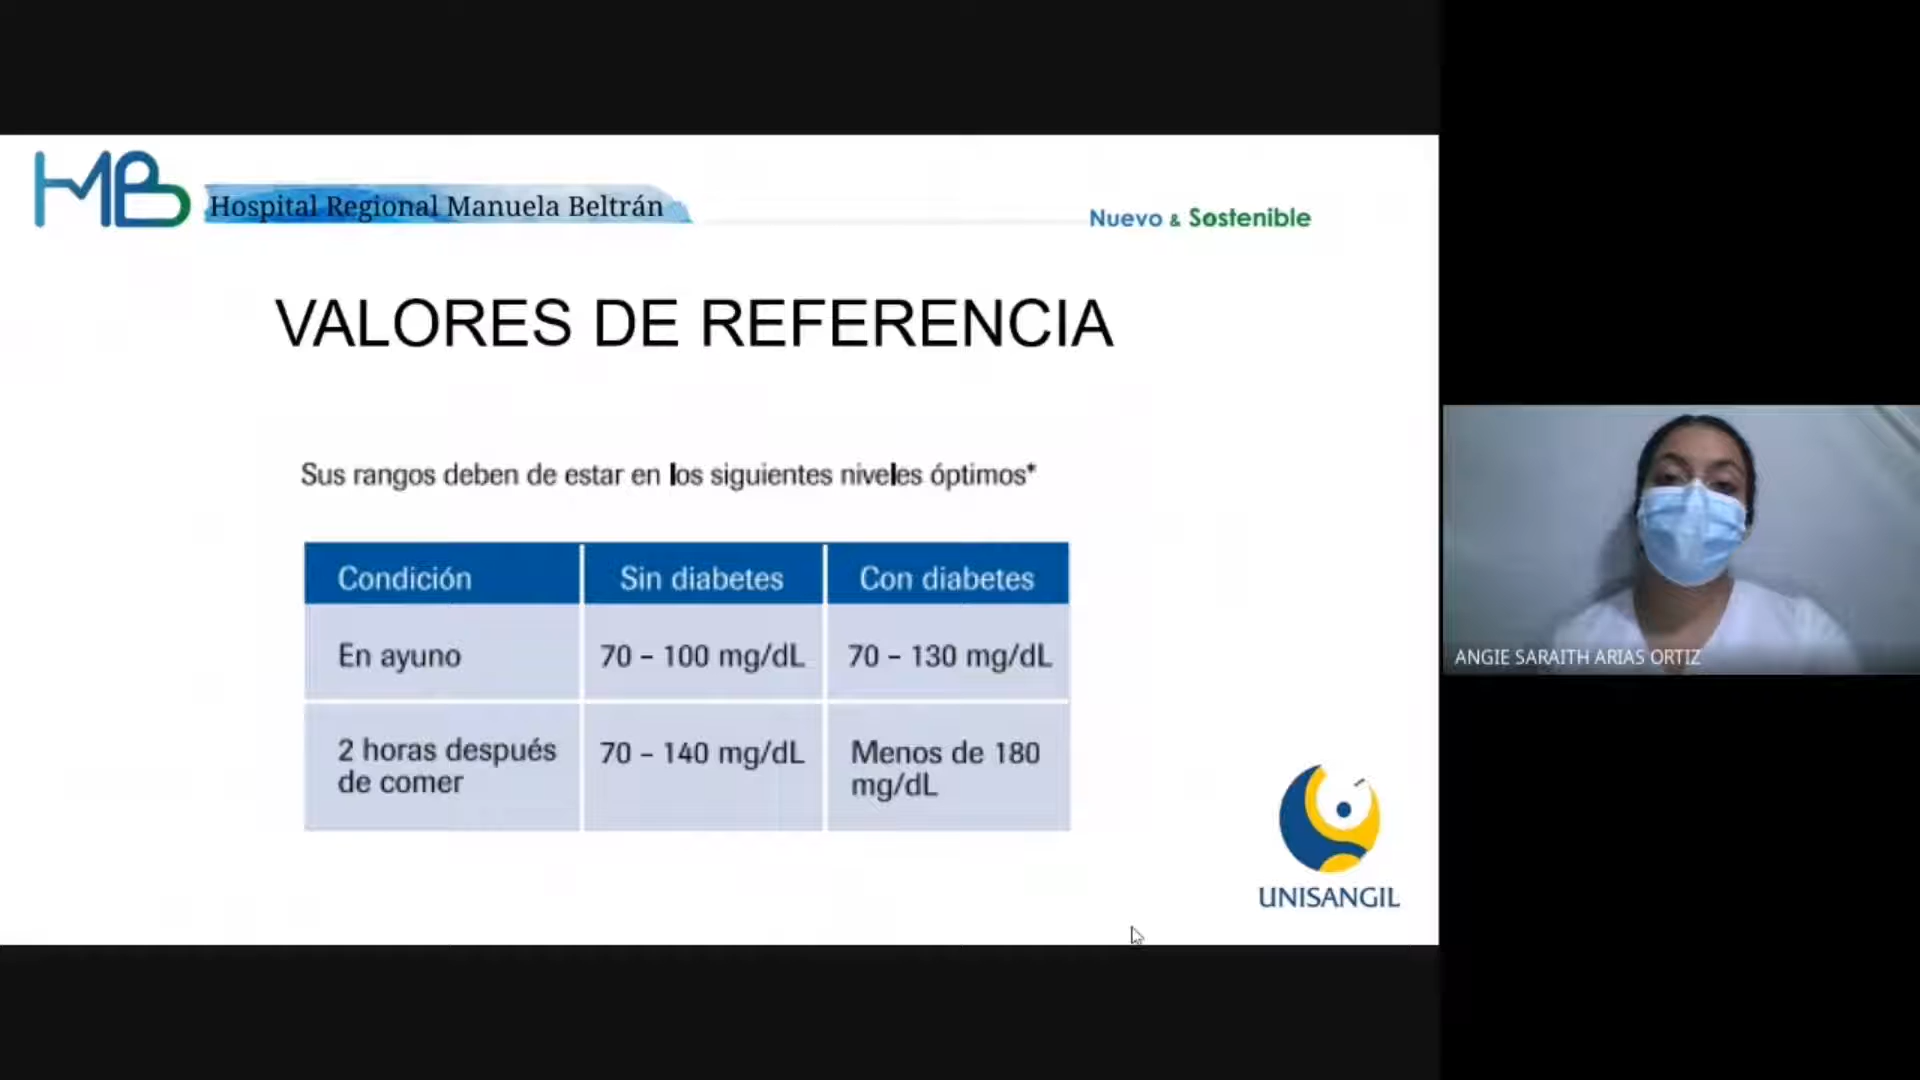 HMB
Hospital Regional Manuela Beltrán
Nuevo & Sostenible
VALORES DE REFERENCIA
Sus rangos deben de estar en los siguientes niveles óptimos*
Condición Sin diabetes Con diabetes
En ayuno 70 – 100 mg/dL 70 – 130 mg/dL
2 horas después 70 – 140 mg/dL Menos de 180
de comer mg/dL
UNISANGIL
ANGIE SARAITH ARIAS ORTIZ